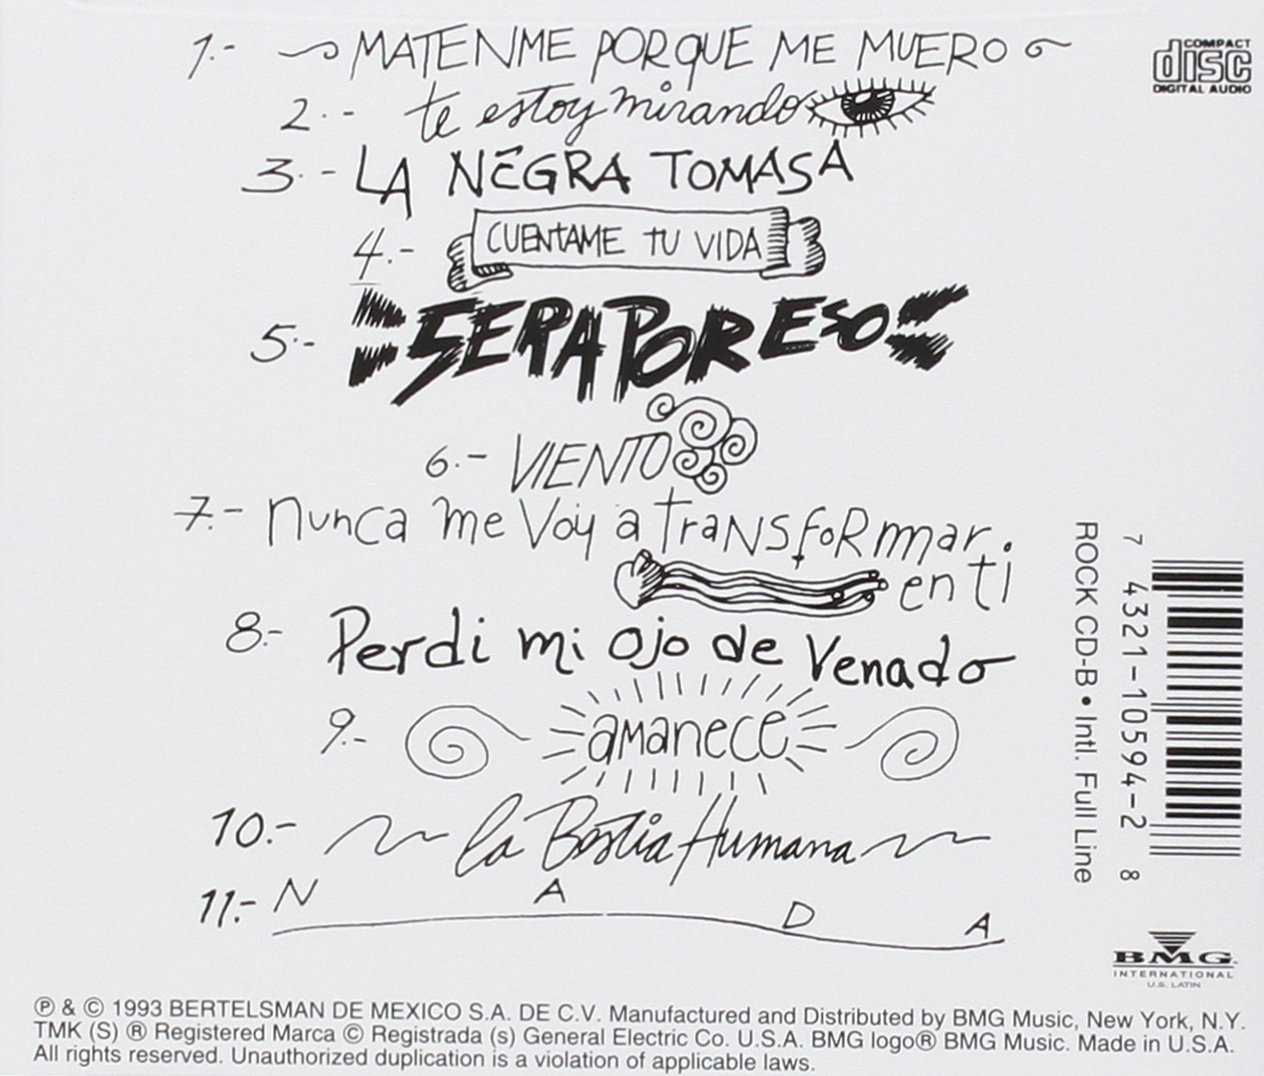 1.- MATENME PORQUE ME MUERO
COMPACT
disc
DIGITAL AUDIO
2.- te estoy mirando
3.- LA NEGRA TOMASA
4.- CUENTAME TU VIDA
5.- SERA POR ESO
6.- VIENTO
7.- nunca me voy a transformar
en ti
8.- Perdi mi ojo de Venado
9.- amanece
10.- la Bestia Humana
11.- NADA
ROCK CD-B • Intl. Full Line
7 4321-10594-2 8
BMG
INTERNATIONAL
U.S. LATIN
℗ & © 1993 BERTELSMAN DE MEXICO S.A. DE C.V. Manufactured and Distributed by BMG Music, New York, N.Y.
TMK (S) ® Registered Marca © Registrada (s) General Electric Co. U.S.A. BMG logo® BMG Music. Made in U.S.A.
All rights reserved. Unauthorized duplication is a violation of applicable laws.